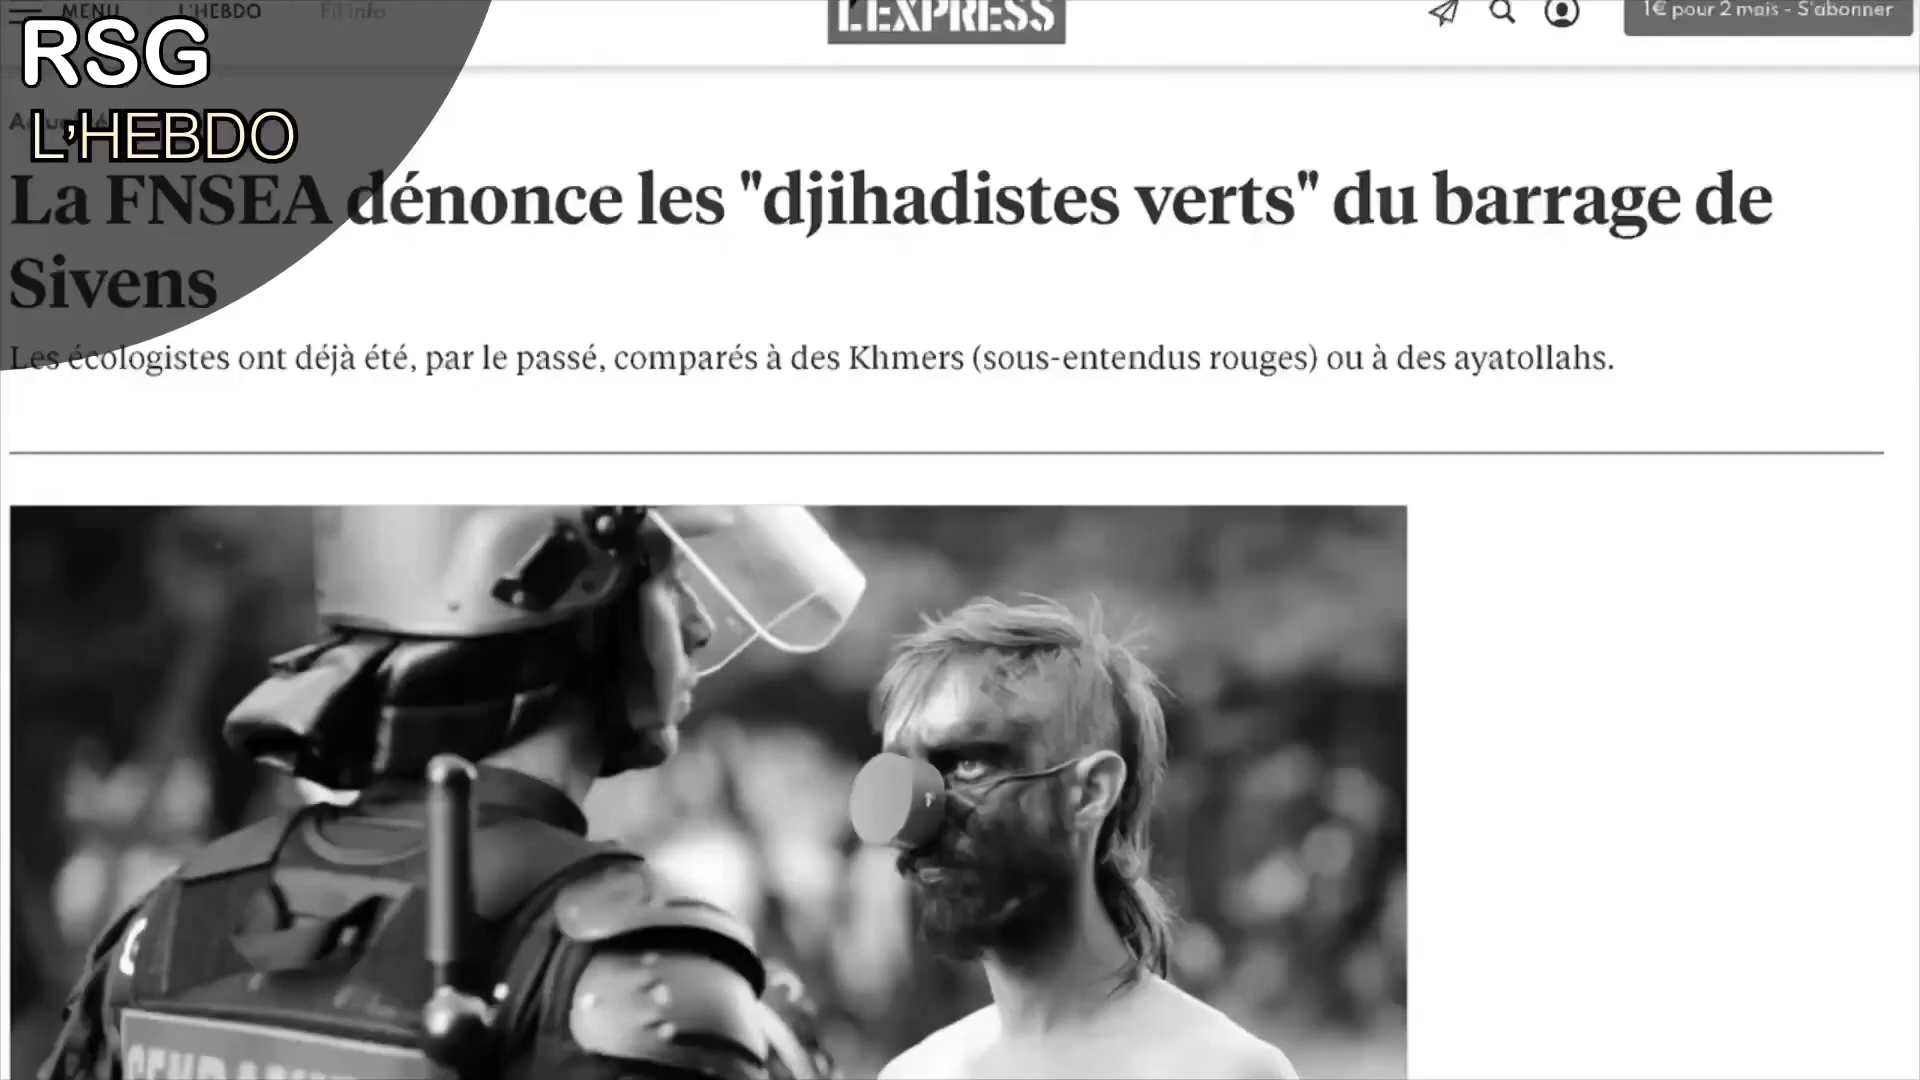 MENU L'HEBDO Fil info
L'EXPRESS
1€ pour 2 mois - S'abonner
RSG
L'HEBDO
La FNSEA dénonce les "djihadistes verts" du barrage de
Sivens
Les écologistes ont déjà été, par le passé, comparés à des Khmers (sous-entendus rouges) ou à des ayatollahs.